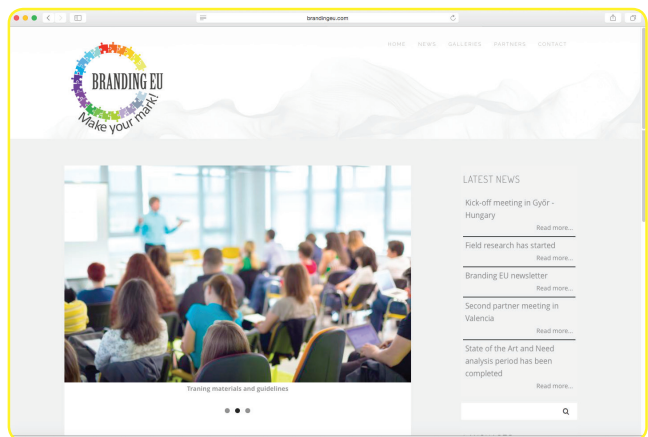 brandingeu.com
HOME NEWS GALLERIES PARTNERS CONTACT
BRANDING EU
Make your mark!
LATEST NEWS
Kick-off meeting in Győr -
Hungary
Read more...
Field research has started
Read more...
Branding EU newsletter
Read more...
Second partner meeting in
Valencia
Read more...
State of the Art and Need
analysis period has been
completed
Read more...
Traning materials and guidelines